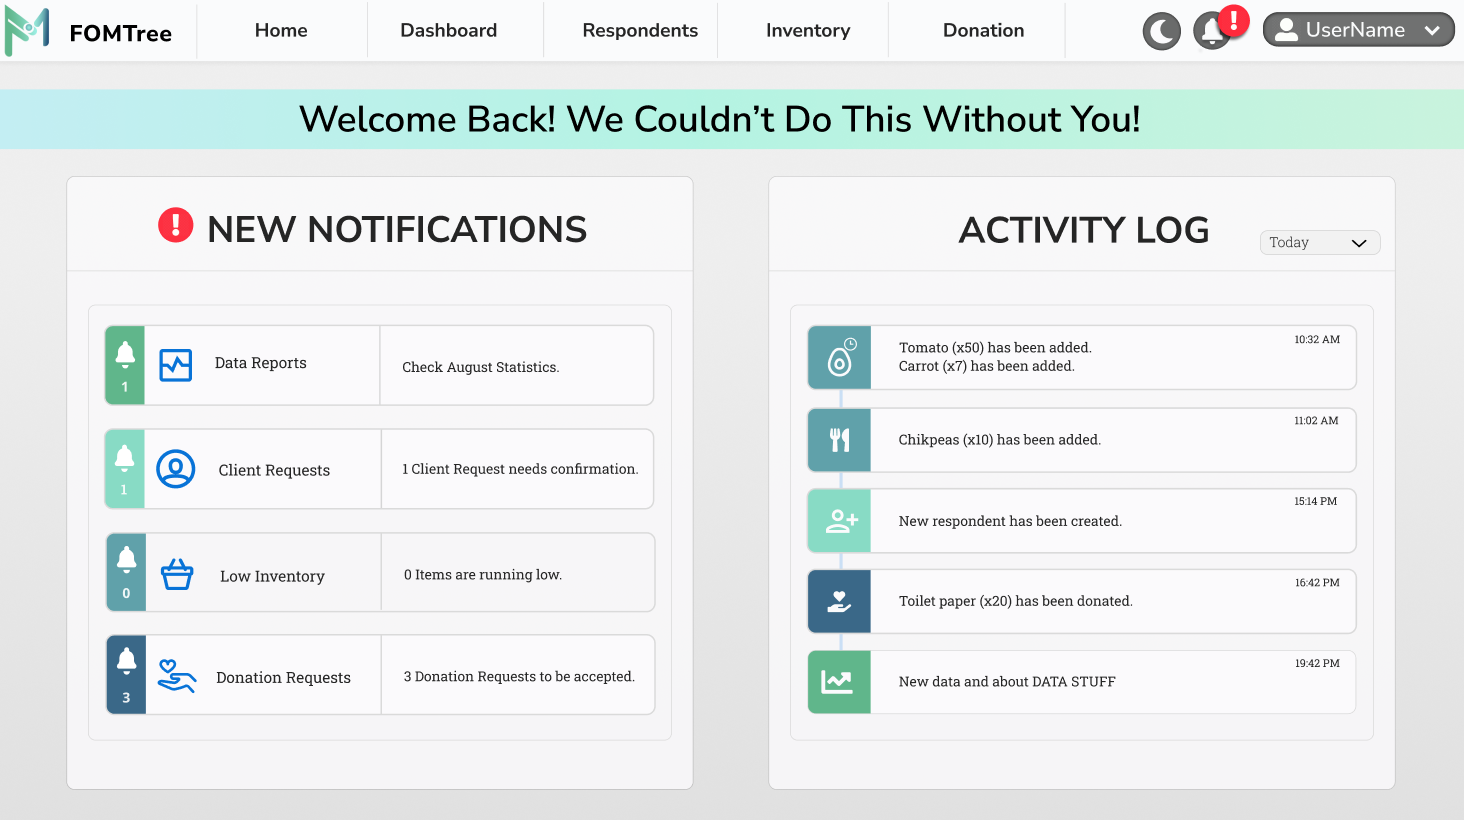 FOMTree
Home
Dashboard
Respondents
Inventory
Donation
UserName
Welcome Back! We Couldn’t Do This Without You!
NEW NOTIFICATIONS
1
Data Reports
Check August Statistics.
1
Client Requests
1 Client Request needs confirmation.
0
Low Inventory
0 Items are running low.
3
Donation Requests
3 Donation Requests to be accepted.
ACTIVITY LOG
Today
10:32 AM
Tomato (x50) has been added.
Carrot (x7) has been added.
11:02 AM
Chikpeas (x10) has been added.
15:14 PM
New respondent has been created.
16:42 PM
Toilet paper (x20) has been donated.
19:42 PM
New data and about DATA STUFF